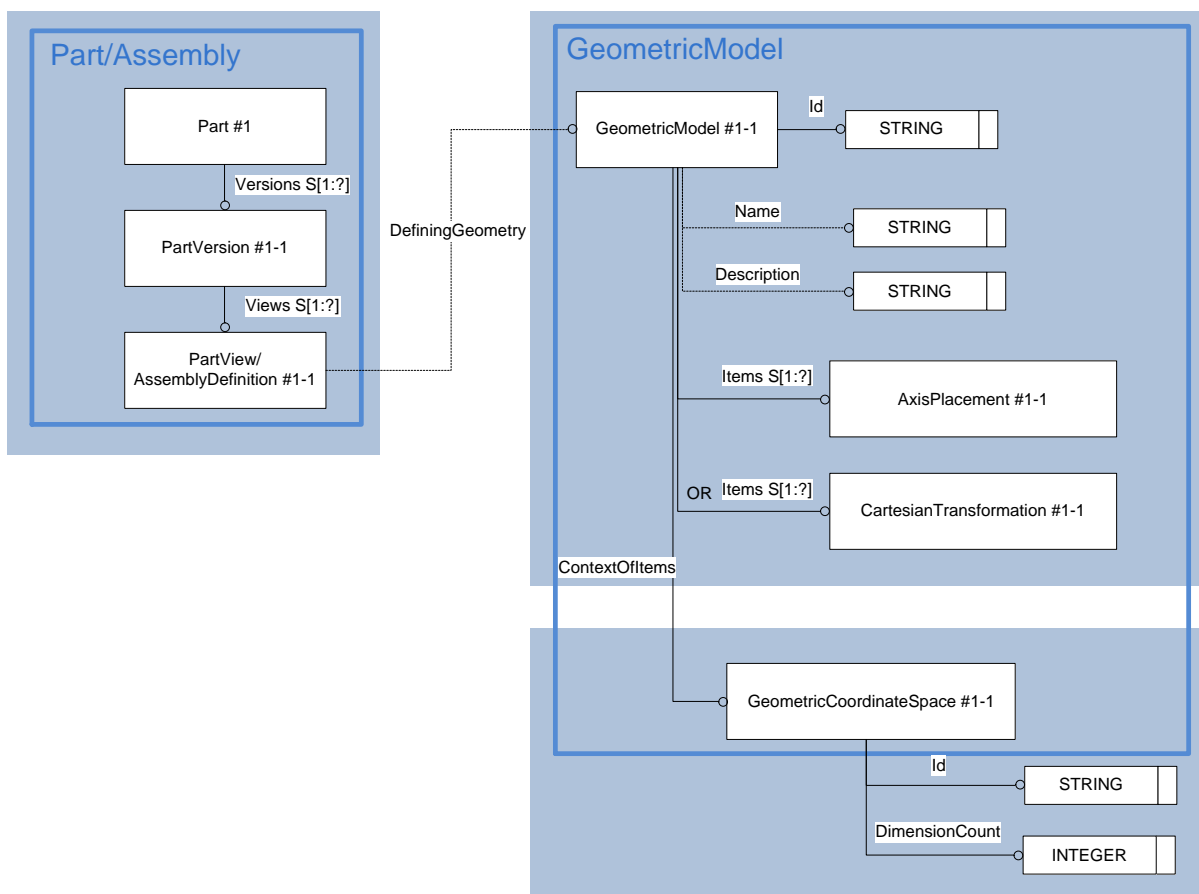 Part/Assembly
Part #1
Versions S[1:?]
PartVersion #1-1
Views S[1:?]
PartView/
AssemblyDefinition #1-1
DefiningGeometry
GeometricModel
GeometricModel #1-1
Id
STRING
Name
STRING
Description
STRING
Items S[1:?]
AxisPlacement #1-1
OR
Items S[1:?]
CartesianTransformation #1-1
ContextOfItems
GeometricCoordinateSpace #1-1
Id
STRING
DimensionCount
INTEGER